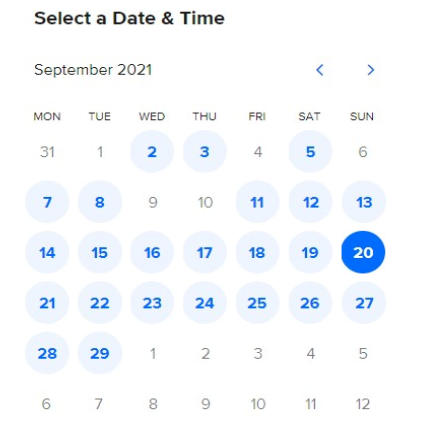 Select a Date & Time
September 2021
MON TUE WED THU FRI SAT SUN
31 1 2 3 4 5 6
7 8 9 10 11 12 13
14 15 16 17 18 19 20
21 22 23 24 25 26 27
28 29 1 2 3 4 5
6 7 8 9 10 11 12